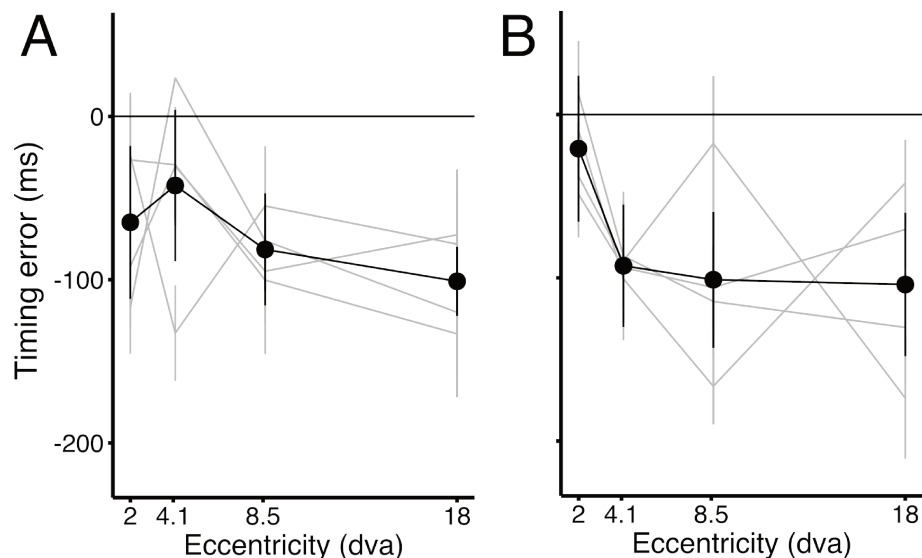 A
B
Timing error (ms)
0
-100
-200
2 4.1 8.5 18
2 4.1 8.5 18
Eccentricity (dva)
Eccentricity (dva)